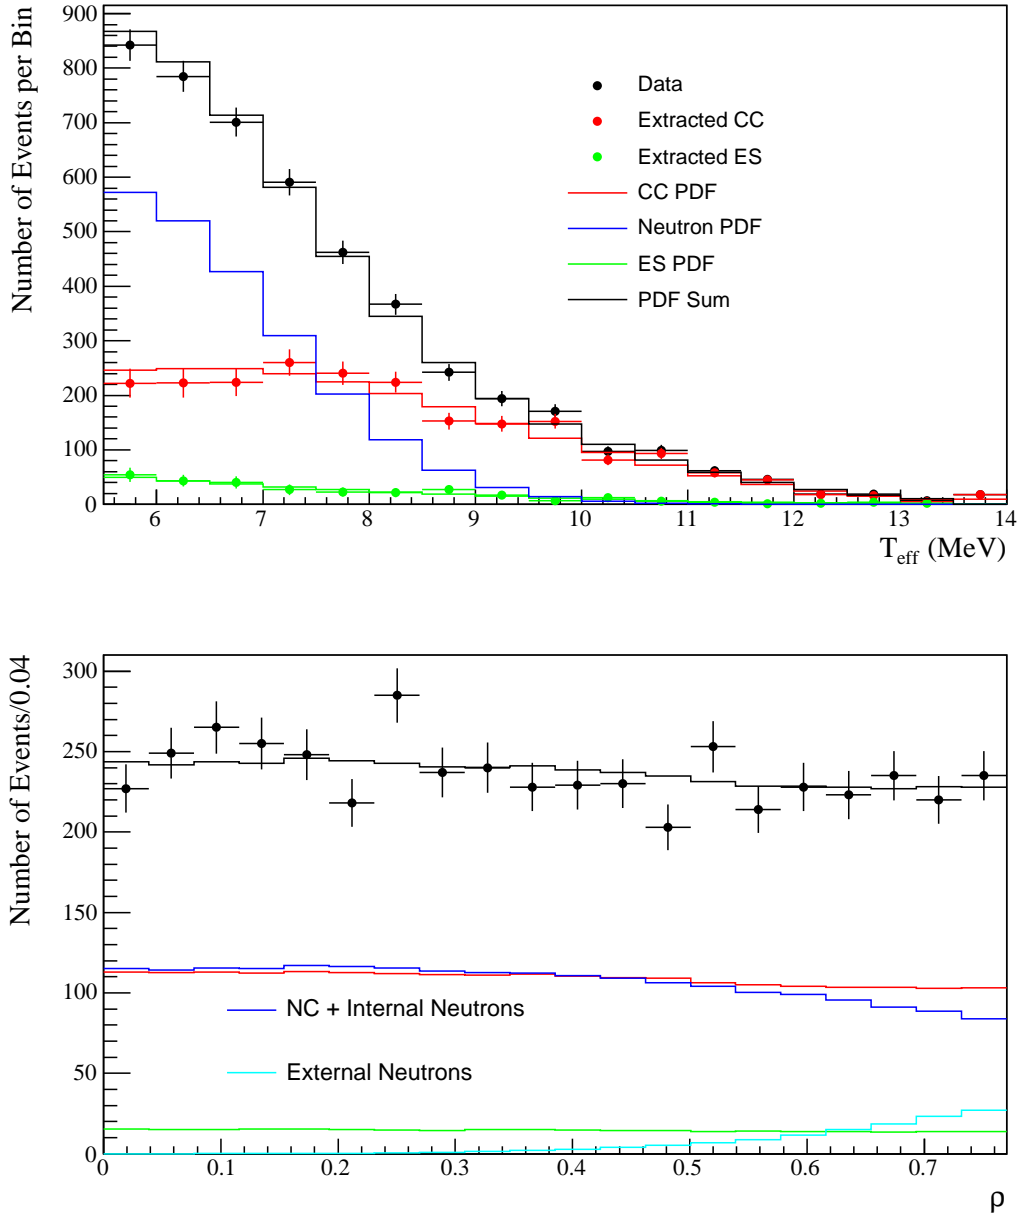 Number of Events per Bin
900
800
700
600
500
400
300
200
100
0
Data
Extracted CC
Extracted ES
CC PDF
Neutron PDF
ES PDF
PDF Sum
6 7 8 9 10 11 12 13 14
T_eff (MeV)
Number of Events/0.04
300
250
200
150
100
50
0
NC + Internal Neutrons
External Neutrons
0 0.1 0.2 0.3 0.4 0.5 0.6 0.7
ρ